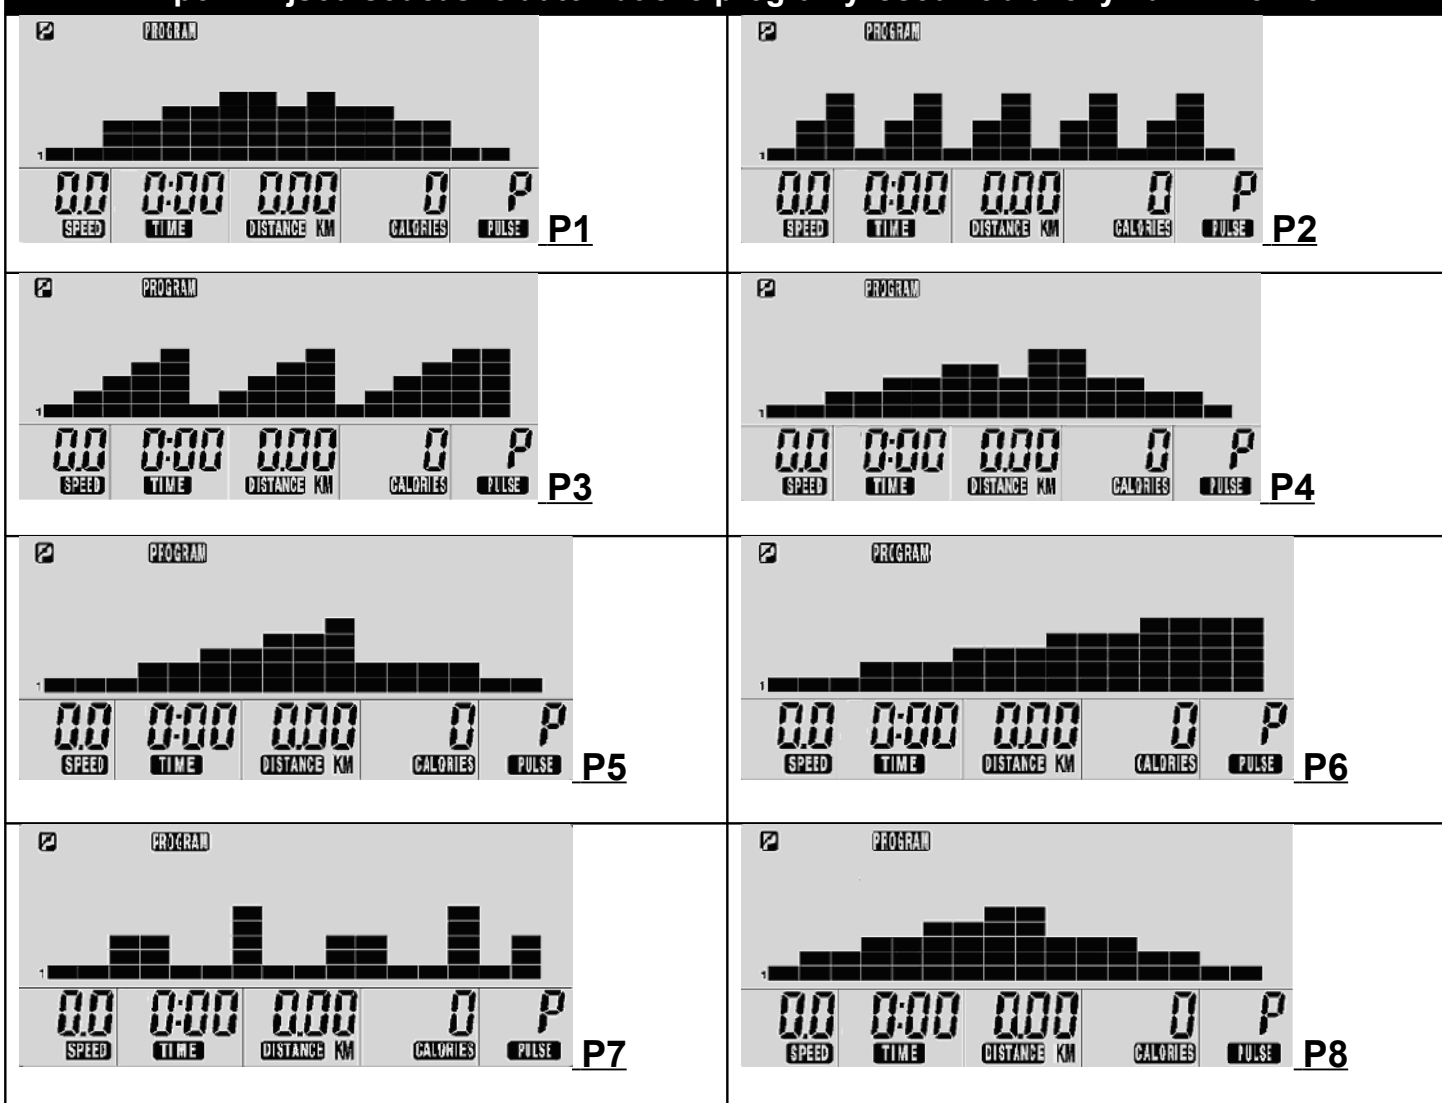 programy
PROGRAM
1
0.0 0:00 0.00 0 P
SPEED TIME DISTANCE KM CALORIES PULSE P1
PROGRAM
1
0.0 0:00 0.00 0 P
SPEED TIME DISTANCE KM CALORIES PULSE P2
PROGRAM
1
0.0 0:00 0.00 0 P
SPEED TIME DISTANCE KM CALORIES PULSE P3
PROGRAM
1
0.0 0:00 0.00 0 P
SPEED TIME DISTANCE KM CALORIES PULSE P4
PROGRAM
1
0.0 0:00 0.00 0 P
SPEED TIME DISTANCE KM CALORIES PULSE P5
PROGRAM
1
0.0 0:00 0.00 0 P
SPEED TIME DISTANCE KM CALORIES PULSE P6
PROGRAM
1
0.0 0:00 0.00 0 P
SPEED TIME DISTANCE KM CALORIES PULSE P7
PROGRAM
1
0.0 0:00 0.00 0 P
SPEED TIME DISTANCE KM CALORIES PULSE P8